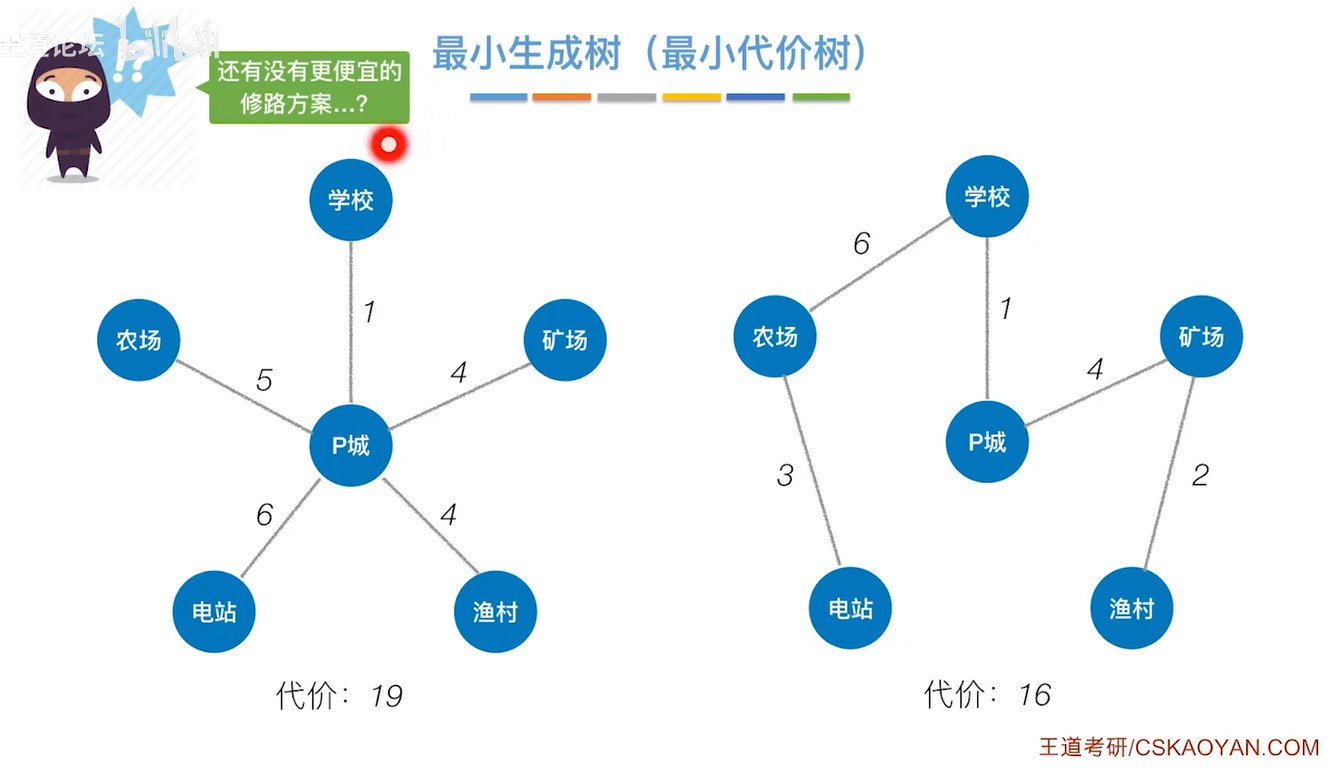 王道论坛
还有没有更便宜的
修路方案...?
最小生成树（最小代价树）
学校
1
农场
5
矿场
4
P城
6
4
电站
渔村
代价：19
学校
6
1
农场
矿场
4
P城
3
2
电站
渔村
代价：16
王道考研/CSKAOYAN.COM